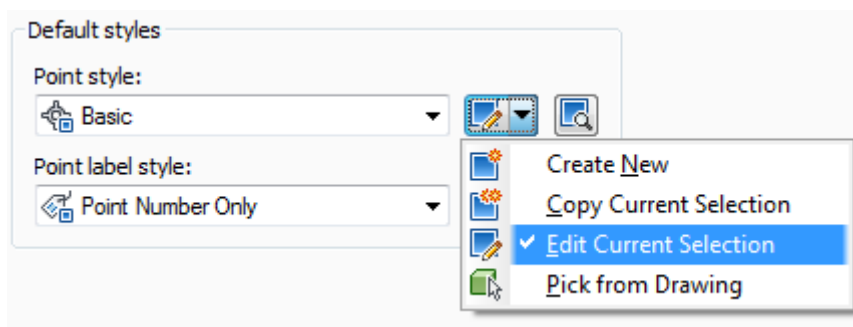 Default styles
Point style:
Basic
Point label style:
Point Number Only
Create New
Copy Current Selection
Edit Current Selection
Pick from Drawing